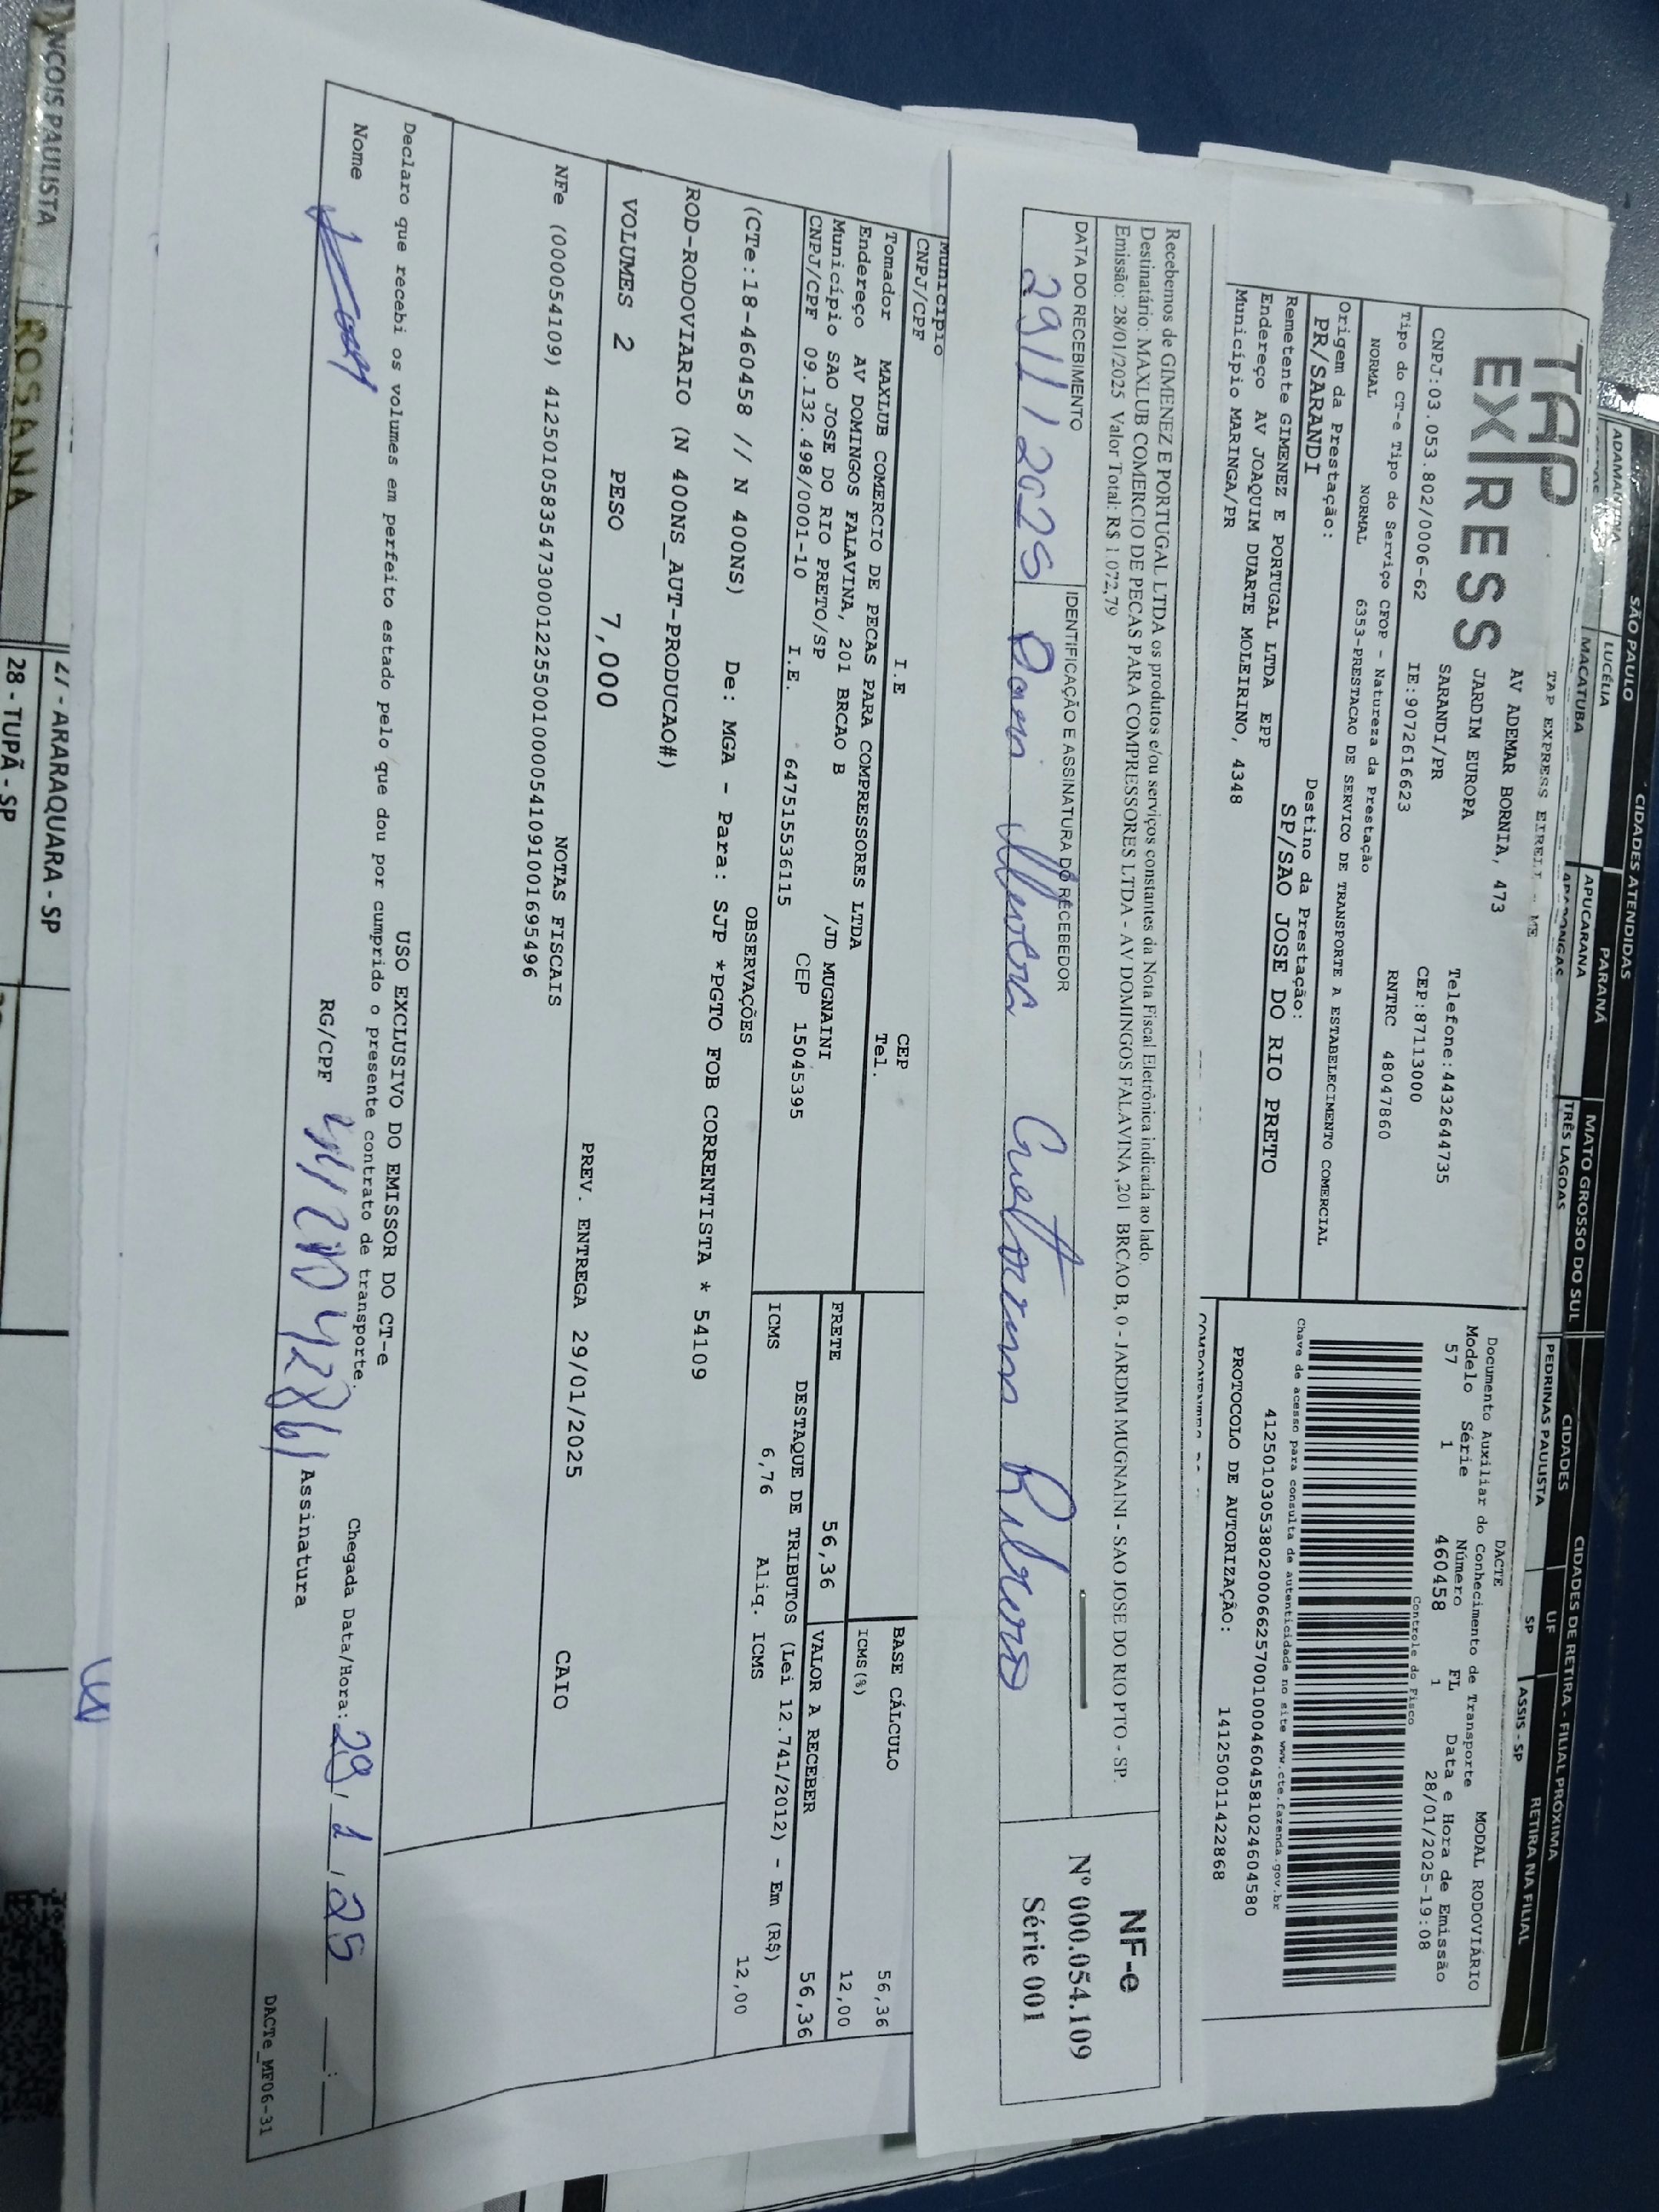 SÃO PAULO
CIDADES ATENDIDAS
PARANÁ
MATO GROSSO DO SUL
CIDADES
CIDADES DE RETIRA - FILIAL PRÓXIMA
UF
RETIRA NA FILIAL
LUCÉLIA
MACATUBA
APUCARANA
TRÊS LAGOAS
PEDRINAS PAULISTA
SP
ASSIS - SP
TAP EXPRESS
TAP EXPRESS EIRELI - ME
AV ADEMAR BORNIA, 473
JARDIM EUROPA
SARANDI/PR
Telefone:4432644735
CNPJ:03.053.802/0006-62
IE:9072616623
CEP:87113000
RNTRC 48047860
Tipo do CT-e Tipo do Serviço CFOP - Natureza da Prestação
NORMAL NORMAL 6353-PRESTACAO DE SERVICO DE TRANSPORTE A ESTABELECIMENTO COMERCIAL
Origem da Prestação:
PR/SARANDI
Destino da Prestação:
SP/SAO JOSE DO RIO PRETO
Remetente GIMENEZ E PORTUGAL LTDA EPP
Endereço AV JOAQUIM DUARTE MOLEIRINO, 4348
Município MARINGA/PR
DACTE
MODAL RODOVIÁRIO
Documento Auxiliar do Conhecimento de Transporte
Modelo Série Número FL Data e Hora de Emissão
57 1 460458 1 28/01/2025-19:08
Controle do Fisco
Chave de acesso para consulta de autenticidade no site www.cte.fazenda.gov.br
41250103053802000662570010004604581024604580
PROTOCOLO DE AUTORIZAÇÃO: 141250011422868
Recebemos de GIMENEZ E PORTUGAL LTDA os produtos e/ou serviços constantes da Nota Fiscal Eletrônica indicada ao lado.
Destinatário: MAXLUB COMERCIO DE PECAS PARA COMPRESSORES LTDA - AV DOMINGOS FALAVINA ,201 BRCAO B, 0 - JARDIM MUGNAINI - SAO JOSE DO RIO PTO - SP.
Emissão: 28/01/2025 Valor Total: R$ 1.072,79
DATA DO RECEBIMENTO
29/1/2025
IDENTIFICAÇÃO E ASSINATURA DO RECEBEDOR
NF-e
Nº 000.054.109
Série 001
Município
CNPJ/CPF I.E CEP
Tel.
Tomador MAXLUB COMERCIO DE PECAS PARA COMPRESSORES LTDA
Endereço AV DOMINGOS FALAVINA, 201 BRCAO B /JD MUGNAINI
Município SAO JOSE DO RIO PRETO/SP CEP 15045395
CNPJ/CPF 09.132.498/0001-10 I.E. 647515536115
BASE CÁLCULO 56,36
ICMS(%) 12,00
FRETE 56,36
VALOR A RECEBER 56,36
DESTAQUE DE TRIBUTOS (Lei 12.741/2012) - Em (R$)
ICMS 6,76 Aliq. ICMS 12,00
OBSERVAÇÕES
(CTe:18-460458 // N 400NS) De: MGA - Para: SJP *PGTO FOB CORRENTISTA * 54109
ROD-RODOVIARIO (N 400NS_AUT-PRODUCAO#)
VOLUMES 2 PESO 7,000 PREV. ENTREGA 29/01/2025 CAIO
NOTAS FISCAIS
NFe (000054109) 41250105835473000122550010000541091001695496
USO EXCLUSIVO DO EMISSOR DO CT-e
Declaro que recebi os volumes em perfeito estado pelo que dou por cumprido o presente contrato de transporte.
Chegada Data/Hora: 29/1/25 __:__
Nome
RG/CPF
Assinatura
DACTe_MF06-31
NÇOIS PAULISTA
ROSANA
27 - ARARAQUARA - SP
28 - TUPÃ - SP